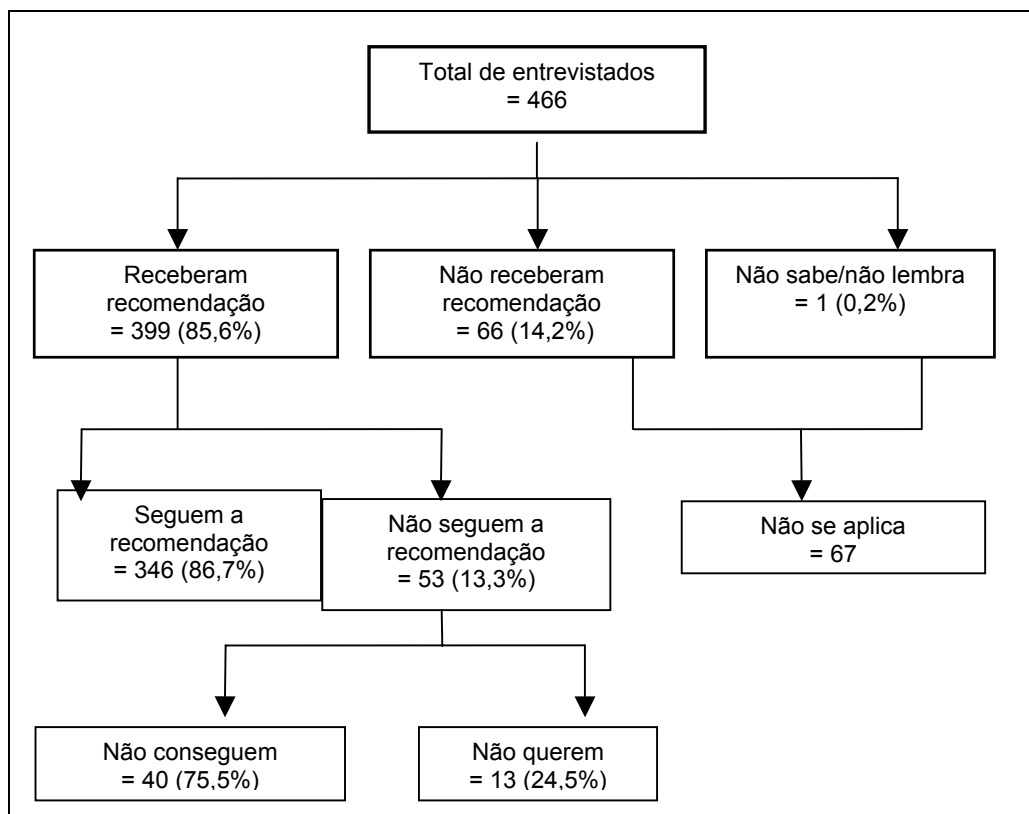 Total de entrevistados
= 466
Receberam
recomendação
= 399 (85,6%)
Não receberam
recomendação
= 66 (14,2%)
Não sabe/não lembra
= 1 (0,2%)
Seguem a
recomendação
= 346 (86,7%)
Não seguem a
recomendação
= 53 (13,3%)
Não se aplica
= 67
Não conseguem
= 40 (75,5%)
Não querem
= 13 (24,5%)